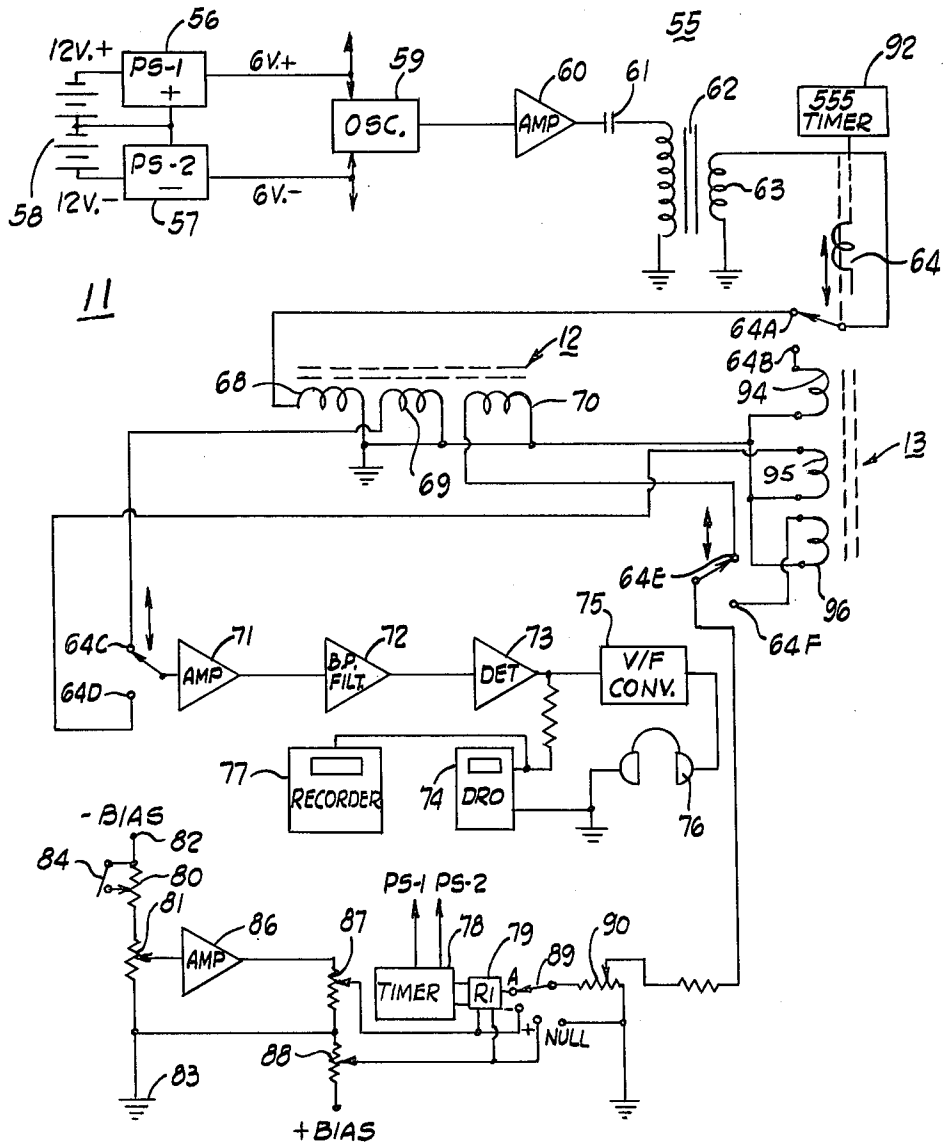 56
55
92
12V.+
PS-1
+
6V.+
59
60
61
62
555
TIMER
OSC.
AMP
58
PS-2
–
12V.-
57
6V.-
63
64
11
64A
12
64B
68
69
70
94
13
95
64E
96
64F
75
64C
71
72
73
V/F
CONV.
AMP
B.P.
FILT.
DET
64D
77
RECORDER
74
DRO
76
-BIAS
82
84
80
81
PS-1 PS-2
86
87
78
79
90
AMP
TIMER
R1
A
89
-
+
NULL
88
83
+BIAS